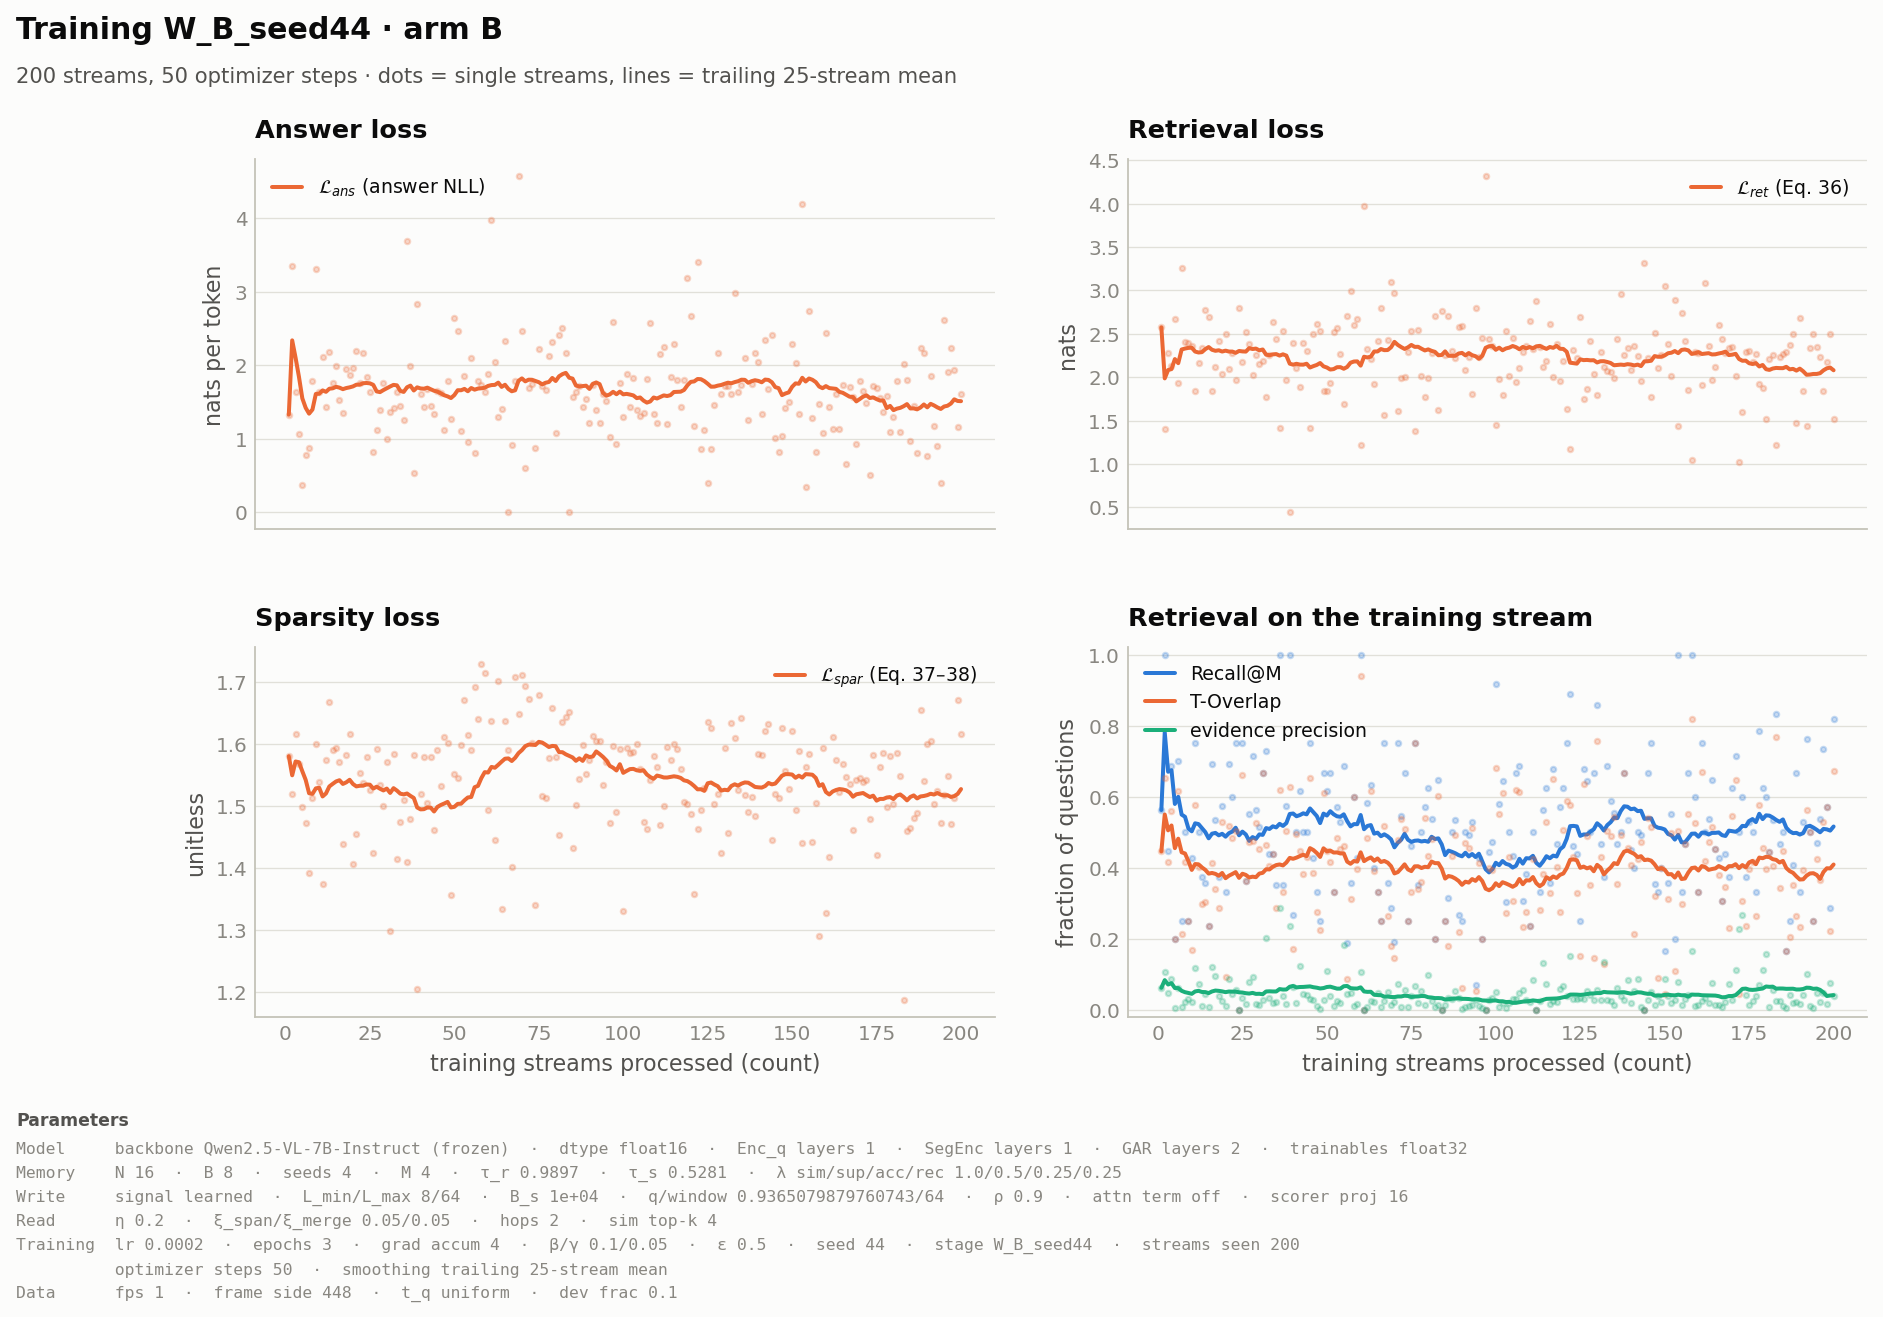 Training W_B_seed44 · arm B
200 streams, 50 optimizer steps · dots = single streams, lines = trailing 25-stream mean
Answer loss
nats per token
4
3
2
1
0
ℒans (answer NLL)
Retrieval loss
nats
4.5
4.0
3.5
3.0
2.5
2.0
1.5
1.0
0.5
ℒret (Eq. 36)
Sparsity loss
unitless
1.7
1.6
1.5
1.4
1.3
1.2
ℒspar (Eq. 37–38)
0 25 50 75 100 125 150 175 200
training streams processed (count)
Retrieval on the training stream
fraction of questions
1.0
0.8
0.6
0.4
0.2
0.0
Recall@M
T-Overlap
evidence precision
0 25 50 75 100 125 150 175 200
training streams processed (count)
Parameters
Model backbone Qwen2.5-VL-7B-Instruct (frozen) · dtype float16 · Enc_q layers 1 · SegEnc layers 1 · GAR layers 2 · trainables float32
Memory N 16 · B 8 · seeds 4 · M 4 · τ_r 0.9897 · τ_s 0.5281 · λ sim/sup/acc/rec 1.0/0.5/0.25/0.25
Write signal learned · L_min/L_max 8/64 · B_s 1e+04 · q/window 0.9365079879760743/64 · ρ 0.9 · attn term off · scorer proj 16
Read η 0.2 · ξ_span/ξ_merge 0.05/0.05 · hops 2 · sim top-k 4
Training lr 0.0002 · epochs 3 · grad accum 4 · β/γ 0.1/0.05 · ε 0.5 · seed 44 · stage W_B_seed44 · streams seen 200
optimizer steps 50 · smoothing trailing 25-stream mean
Data fps 1 · frame side 448 · t_q uniform · dev frac 0.1